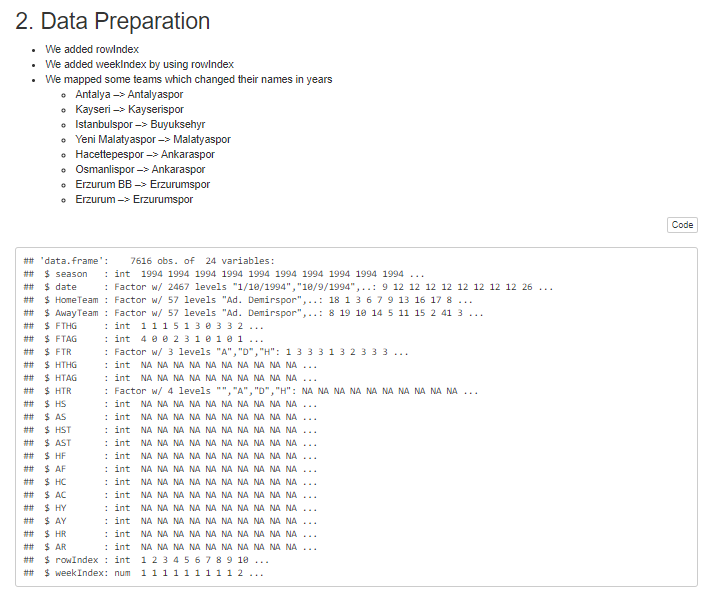 2. Data Preparation
• We added rowIndex
• We added weekIndex by using rowIndex
• We mapped some teams which changed their names in years
Antalya –> Antalyaspor
Kayseri –> Kayserispor
Istanbulspor –> Buyuksehyr
Yeni Malatyaspor –> Malatyaspor
Hacettepespor –> Ankaraspor
Osmanlispor –> Ankaraspor
Erzurum BB –> Erzurumspor
Erzurum –> Erzurumspor
Code
## 'data.frame':    7616 obs. of  24 variables:
##  $ season   : int  1994 1994 1994 1994 1994 1994 1994 1994 1994 1994 ...
##  $ date     : Factor w/ 2467 levels "1/10/1994","10/9/1994",..: 9 12 12 12 12 12 12 12 12 26 ...
##  $ HomeTeam : Factor w/ 57 levels "Ad. Demirspor",..: 18 1 3 6 7 9 13 16 17 8 ...
##  $ AwayTeam : Factor w/ 57 levels "Ad. Demirspor",..: 8 19 10 14 5 11 15 2 41 3 ...
##  $ FTHG     : int  1 1 1 5 1 3 0 3 3 2 ...
##  $ FTAG     : int  4 0 0 2 3 1 0 1 0 1 ...
##  $ FTR      : Factor w/ 3 levels "A","D","H": 1 3 3 3 1 3 2 3 3 3 ...
##  $ HTHG     : int  NA NA NA NA NA NA NA NA NA NA ...
##  $ HTAG     : int  NA NA NA NA NA NA NA NA NA NA ...
##  $ HTR      : Factor w/ 4 levels "","A","D","H": NA NA NA NA NA NA NA NA NA NA ...
##  $ HS       : int  NA NA NA NA NA NA NA NA NA NA ...
##  $ AS       : int  NA NA NA NA NA NA NA NA NA NA ...
##  $ HST      : int  NA NA NA NA NA NA NA NA NA NA ...
##  $ AST      : int  NA NA NA NA NA NA NA NA NA NA ...
##  $ HF       : int  NA NA NA NA NA NA NA NA NA NA ...
##  $ AF       : int  NA NA NA NA NA NA NA NA NA NA ...
##  $ HC       : int  NA NA NA NA NA NA NA NA NA NA ...
##  $ AC       : int  NA NA NA NA NA NA NA NA NA NA ...
##  $ HY       : int  NA NA NA NA NA NA NA NA NA NA ...
##  $ AY       : int  NA NA NA NA NA NA NA NA NA NA ...
##  $ HR       : int  NA NA NA NA NA NA NA NA NA NA ...
##  $ AR       : int  NA NA NA NA NA NA NA NA NA NA ...
##  $ rowIndex : int  1 2 3 4 5 6 7 8 9 10 ...
##  $ weekIndex: num  1 1 1 1 1 1 1 1 1 2 ...